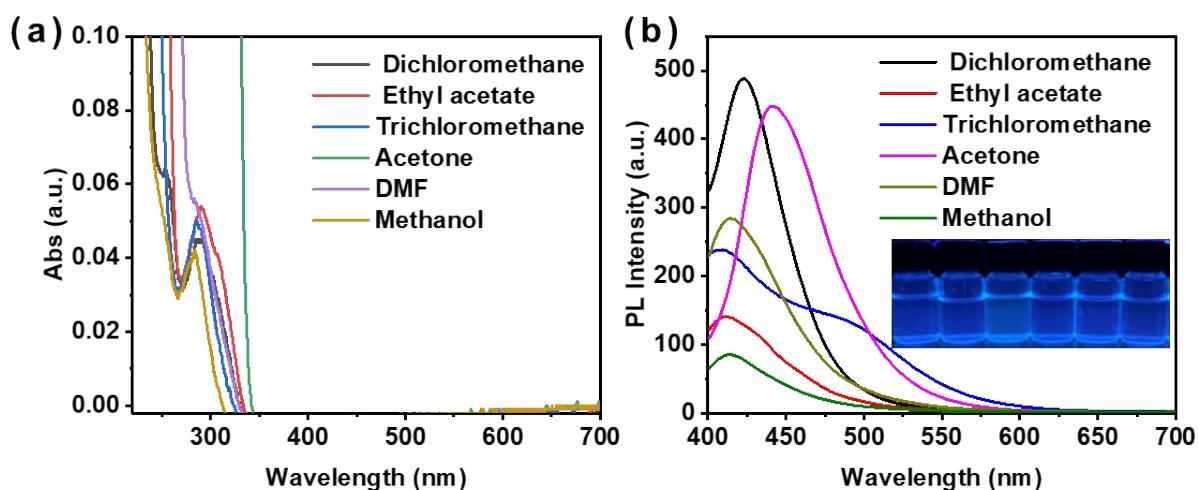 (a)
0.10
0.08
0.06
0.04
0.02
0.00
Abs (a.u.)
Dichloromethane
Ethyl acetate
Trichloromethane
Acetone
DMF
Methanol
300
400
500
600
700
Wavelength (nm)
(b)
500
400
300
200
100
0
PL Intensity (a.u.)
Dichloromethane
Ethyl acetate
Trichloromethane
Acetone
DMF
Methanol
400
450
500
550
600
650
700
Wavelength (nm)